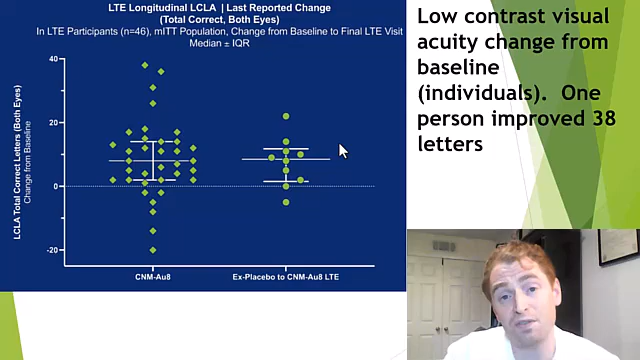 LTE Longitudinal LCLA | Last Reported Change
(Total Correct, Both Eyes)
In LTE Participants (n=46), mITT Population, Change from Baseline to Final LTE Visit
Median ± IQR
LCLA Total Correct Letters (Both Eyes)
Change from Baseline
40
20
0
-20
CNM-Au8
Ex-Placebo to CNM-Au8 LTE
Low contrast visual
acuity change from
baseline
(individuals). One
person improved 38
letters